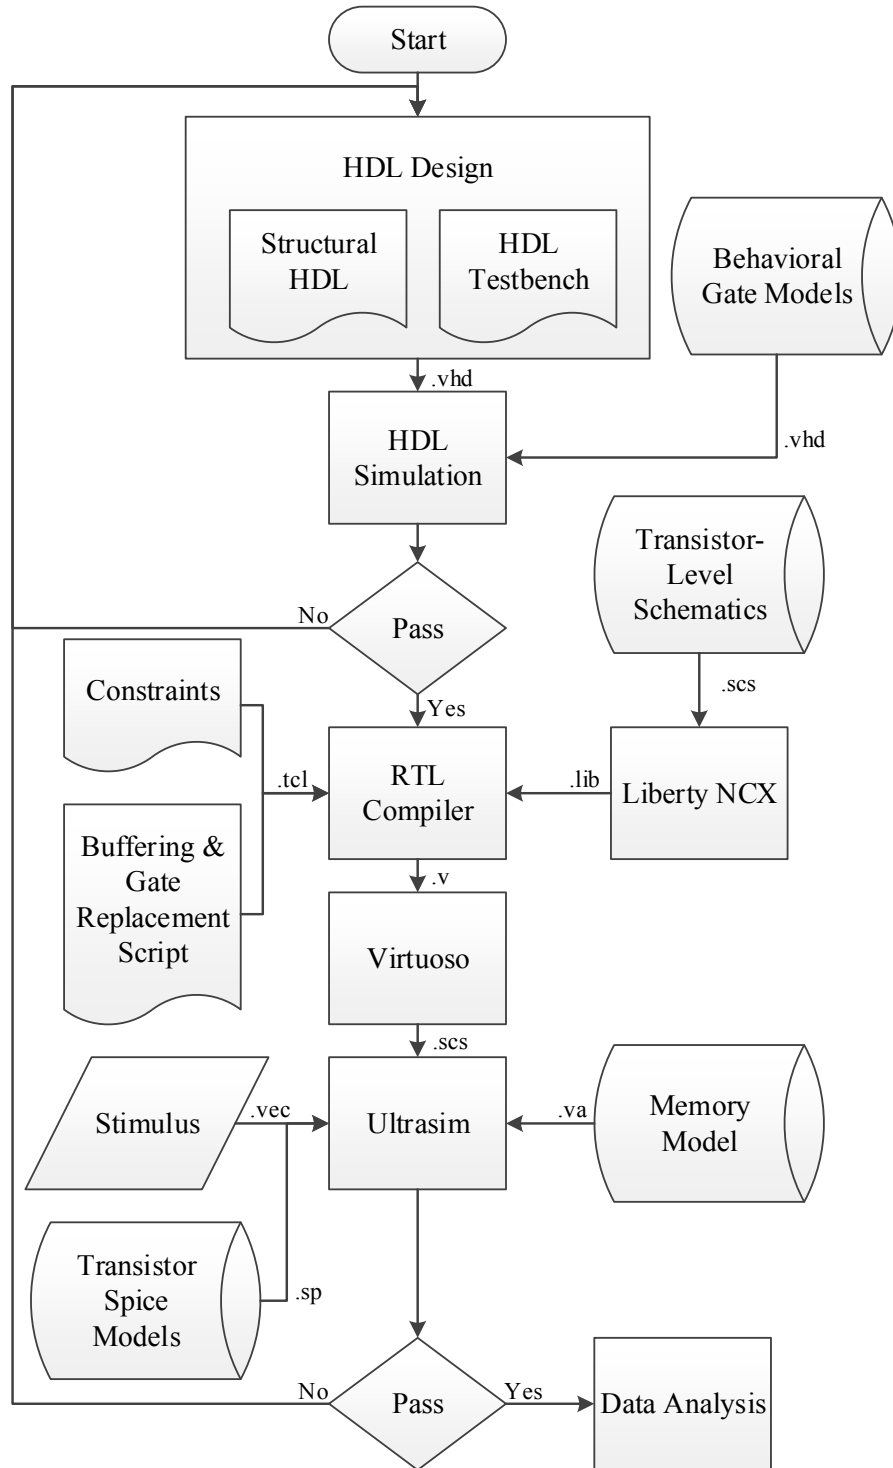 Start
HDL Design
Structural
HDL
HDL
Testbench
Behavioral
Gate Models
.vhd
.vhd
HDL
Simulation
Transistor-
Level
Schematics
No
Pass
Yes
.scs
Constraints
.tcl
RTL
Compiler
.lib
Liberty NCX
Buffering &
Gate
Replacement
Script
.v
Virtuoso
.scs
Stimulus
.vec
Ultrasim
.va
Memory
Model
Transistor
Spice
Models
.sp
No
Pass
Yes
Data Analysis